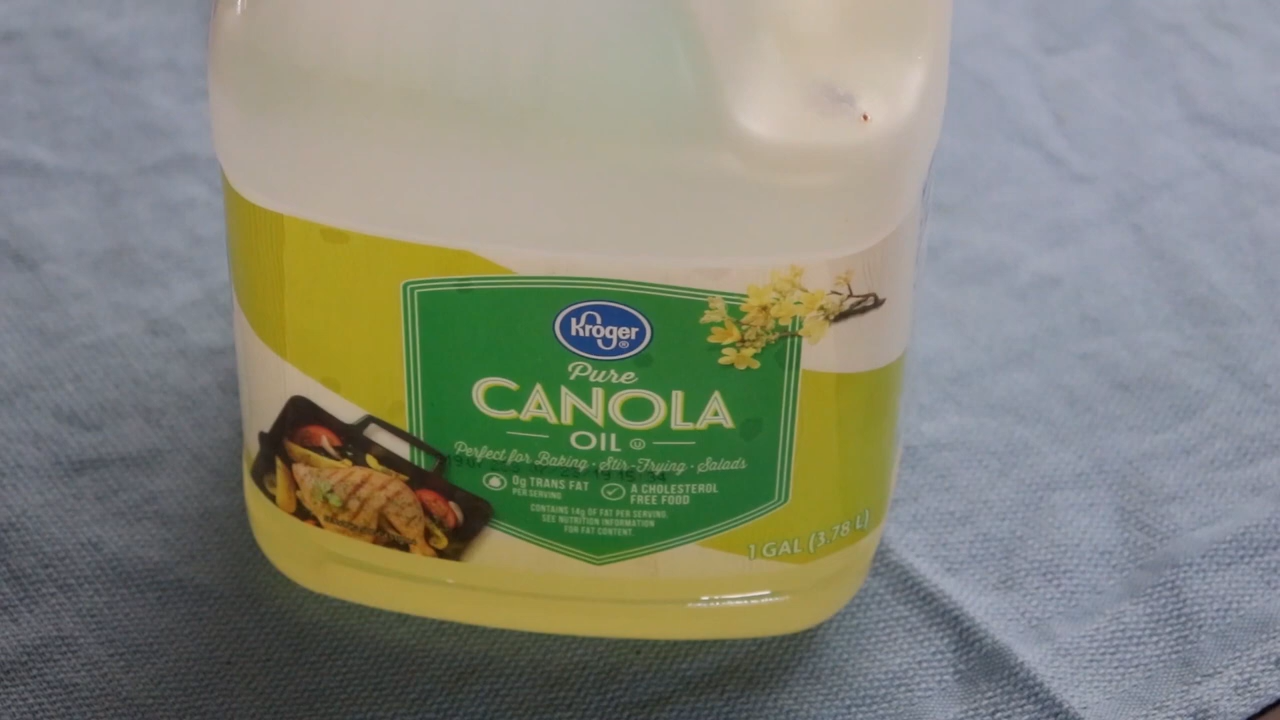 Kroger®
Pure
CANOLA
OIL Ⓤ
Perfect for Baking · Stir-Frying · Salads
0g TRANS FAT
PER SERVING
A CHOLESTEROL
FREE FOOD
CONTAINS 14g OF FAT PER SERVING.
SEE NUTRITION INFORMATION
FOR FAT CONTENT.
1 GAL (3.78 L)